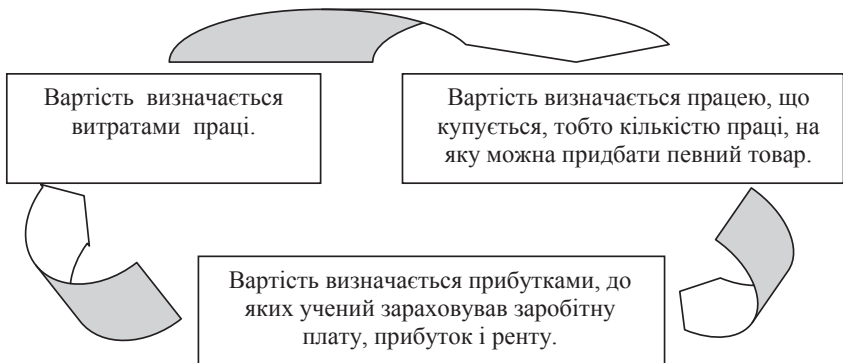 Вартість визначається
витратами праці.
Вартість визначається працею, що
купується, тобто кількістю праці, на
яку можна придбати певний товар.
Вартість визначається прибутками, до
яких учений зараховував заробітну
плату, прибуток і ренту.